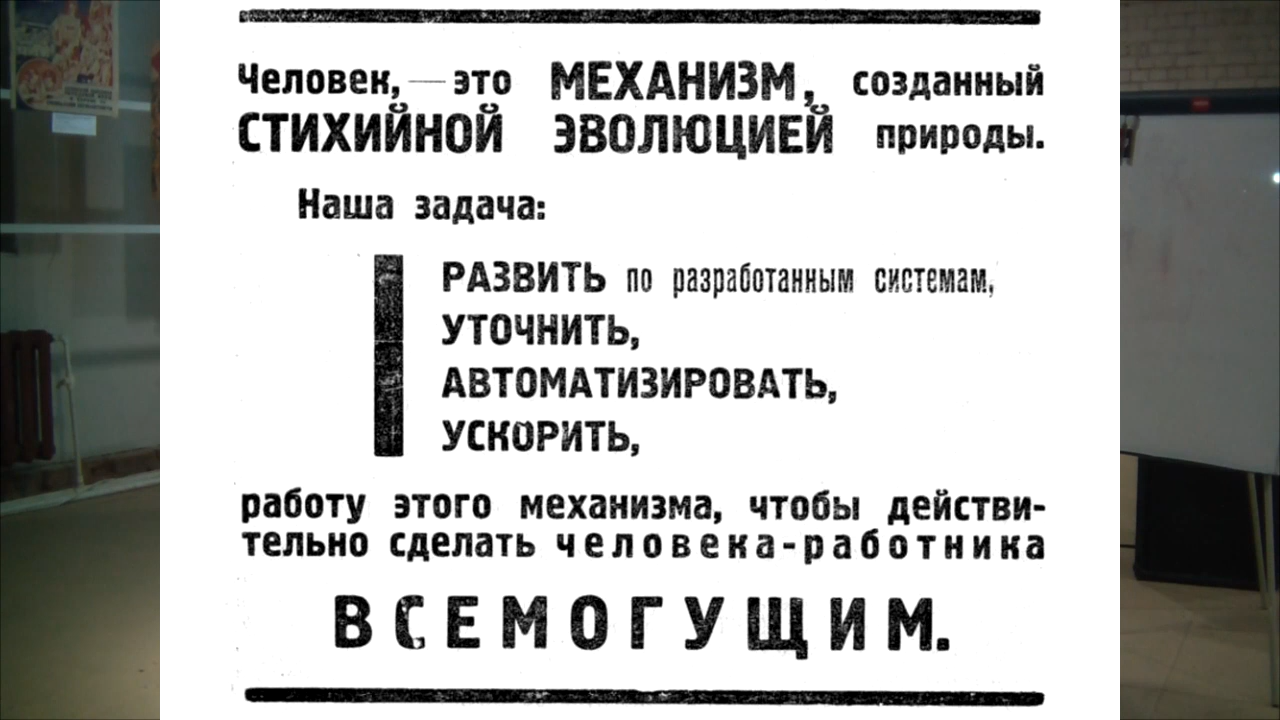 Человек, — это МЕХАНИЗМ, созданный
СТИХИЙНОЙ ЭВОЛЮЦИЕЙ природы.
Наша задача:
РАЗВИТЬ по разработанным системам,
УТОЧНИТЬ,
АВТОМАТИЗИРОВАТЬ,
УСКОРИТЬ,
работу этого механизма, чтобы действи-
тельно сделать человека-работника
ВСЕМОГУЩИМ.